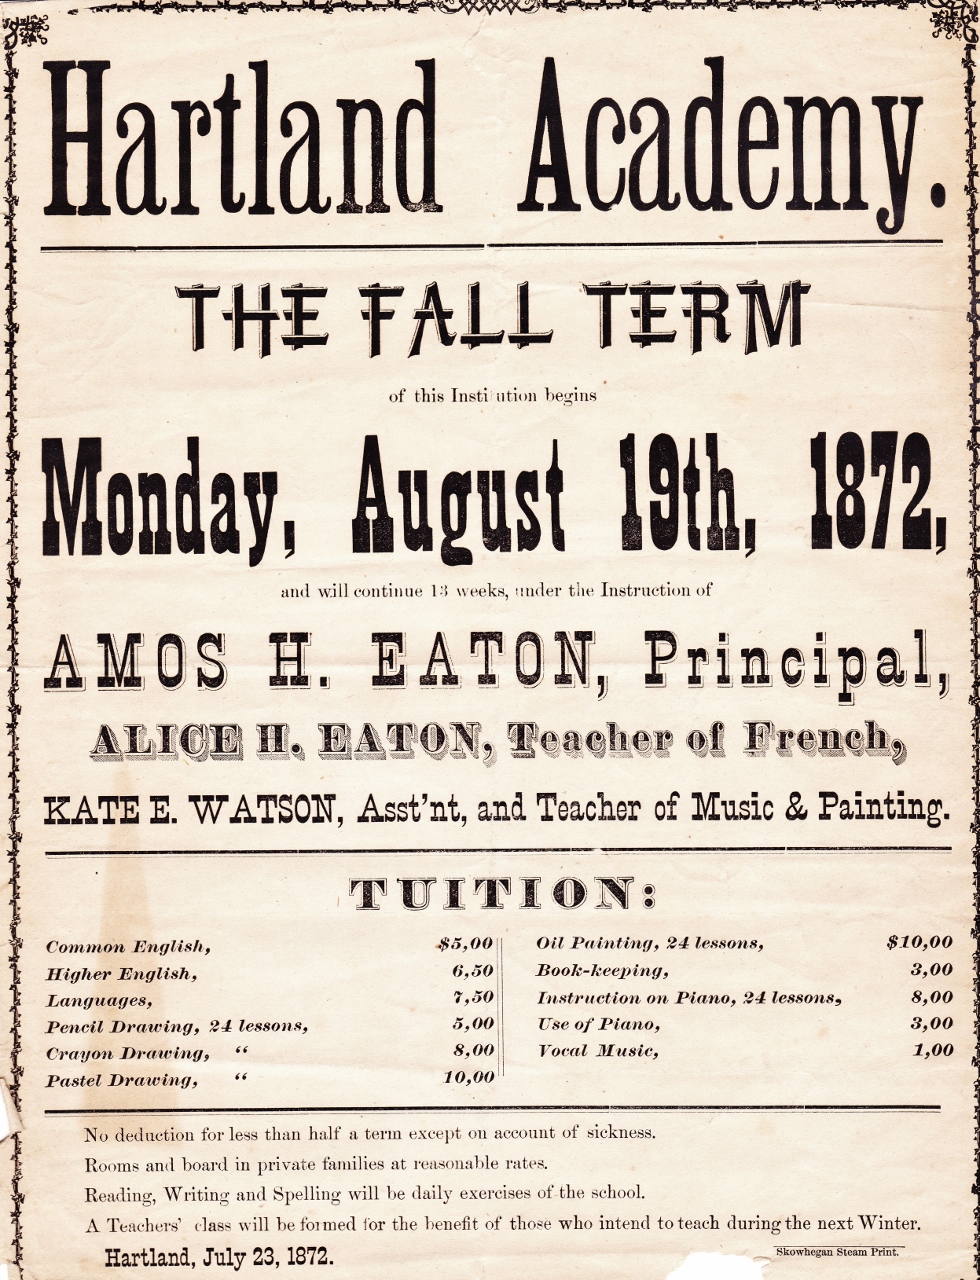 Hartland Academy.
THE FALL TERM
of this Institution begins
Monday, August 19th, 1872,
and will continue 13 weeks, under the Instruction of
AMOS H. EATON, Principal,
ALICE H. EATON, Teacher of French,
KATE E. WATSON, Asst'nt, and Teacher of Music & Painting.
TUITION:
Common English, $5,00
Higher English, 6,50
Languages, 7,50
Pencil Drawing, 24 lessons, 5,00
Crayon Drawing, “ 8,00
Pastel Drawing, “ 10,00
Oil Painting, 24 lessons, $10,00
Book-keeping, 3,00
Instruction on Piano, 24 lessons, 8,00
Use of Piano, 3,00
Vocal Music, 1,00
No deduction for less than half a term except on account of sickness.
Rooms and board in private families at reasonable rates.
Reading, Writing and Spelling will be daily exercises of the school.
A Teachers' class will be formed for the benefit of those who intend to teach during the next Winter.
Hartland, July 23, 1872.
Skowhegan Steam Print.